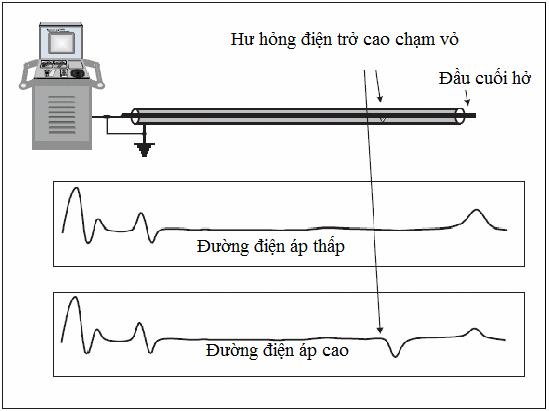 Hư hỏng điện trở cao chạm vỏ
Đầu cuối hở
Đường điện áp thấp
Đường điện áp cao